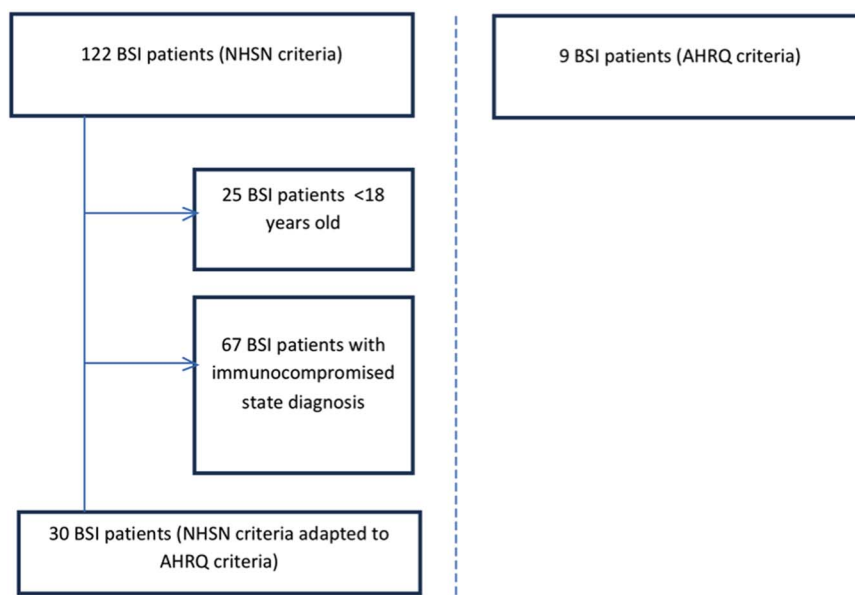 122 BSI patients (NHSN criteria)
9 BSI patients (AHRQ criteria)
25 BSI patients <18
years old
67 BSI patients with
immunocompromised
state diagnosis
30 BSI patients (NHSN criteria adapted to
AHRQ criteria)